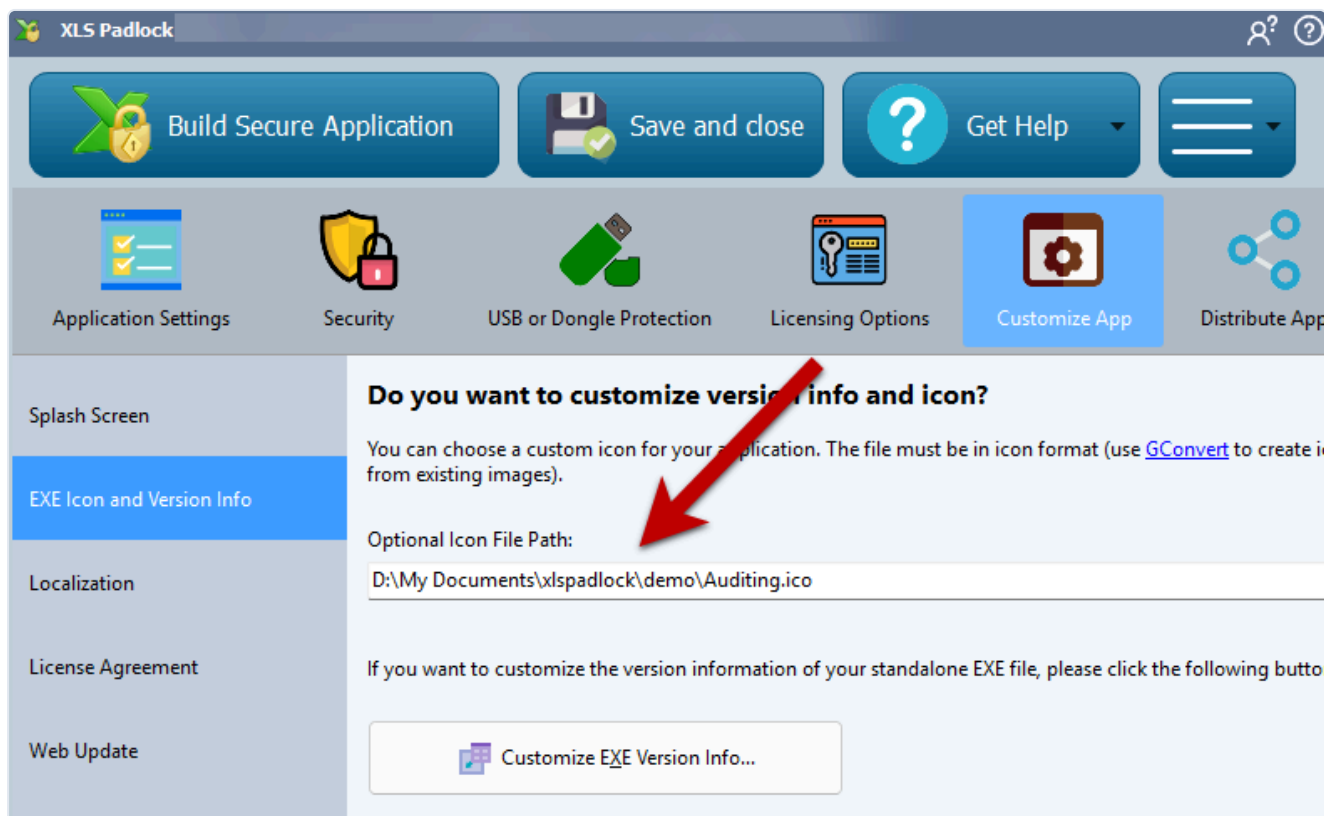 XLS Padlock
Build Secure Application
Save and close
Get Help
Application Settings
Security
USB or Dongle Protection
Licensing Options
Customize App
Distribute App
Splash Screen
EXE Icon and Version Info
Localization
License Agreement
Web Update
Do you want to customize version info and icon?
You can choose a custom icon for your application. The file must be in icon format (use GConvert to create
from existing images).
Optional Icon File Path:
D:\My Documents\xlspadlock\demo\Auditing.ico
If you want to customize the version information of your standalone EXE file, please click the following
Customize EXE Version Info...